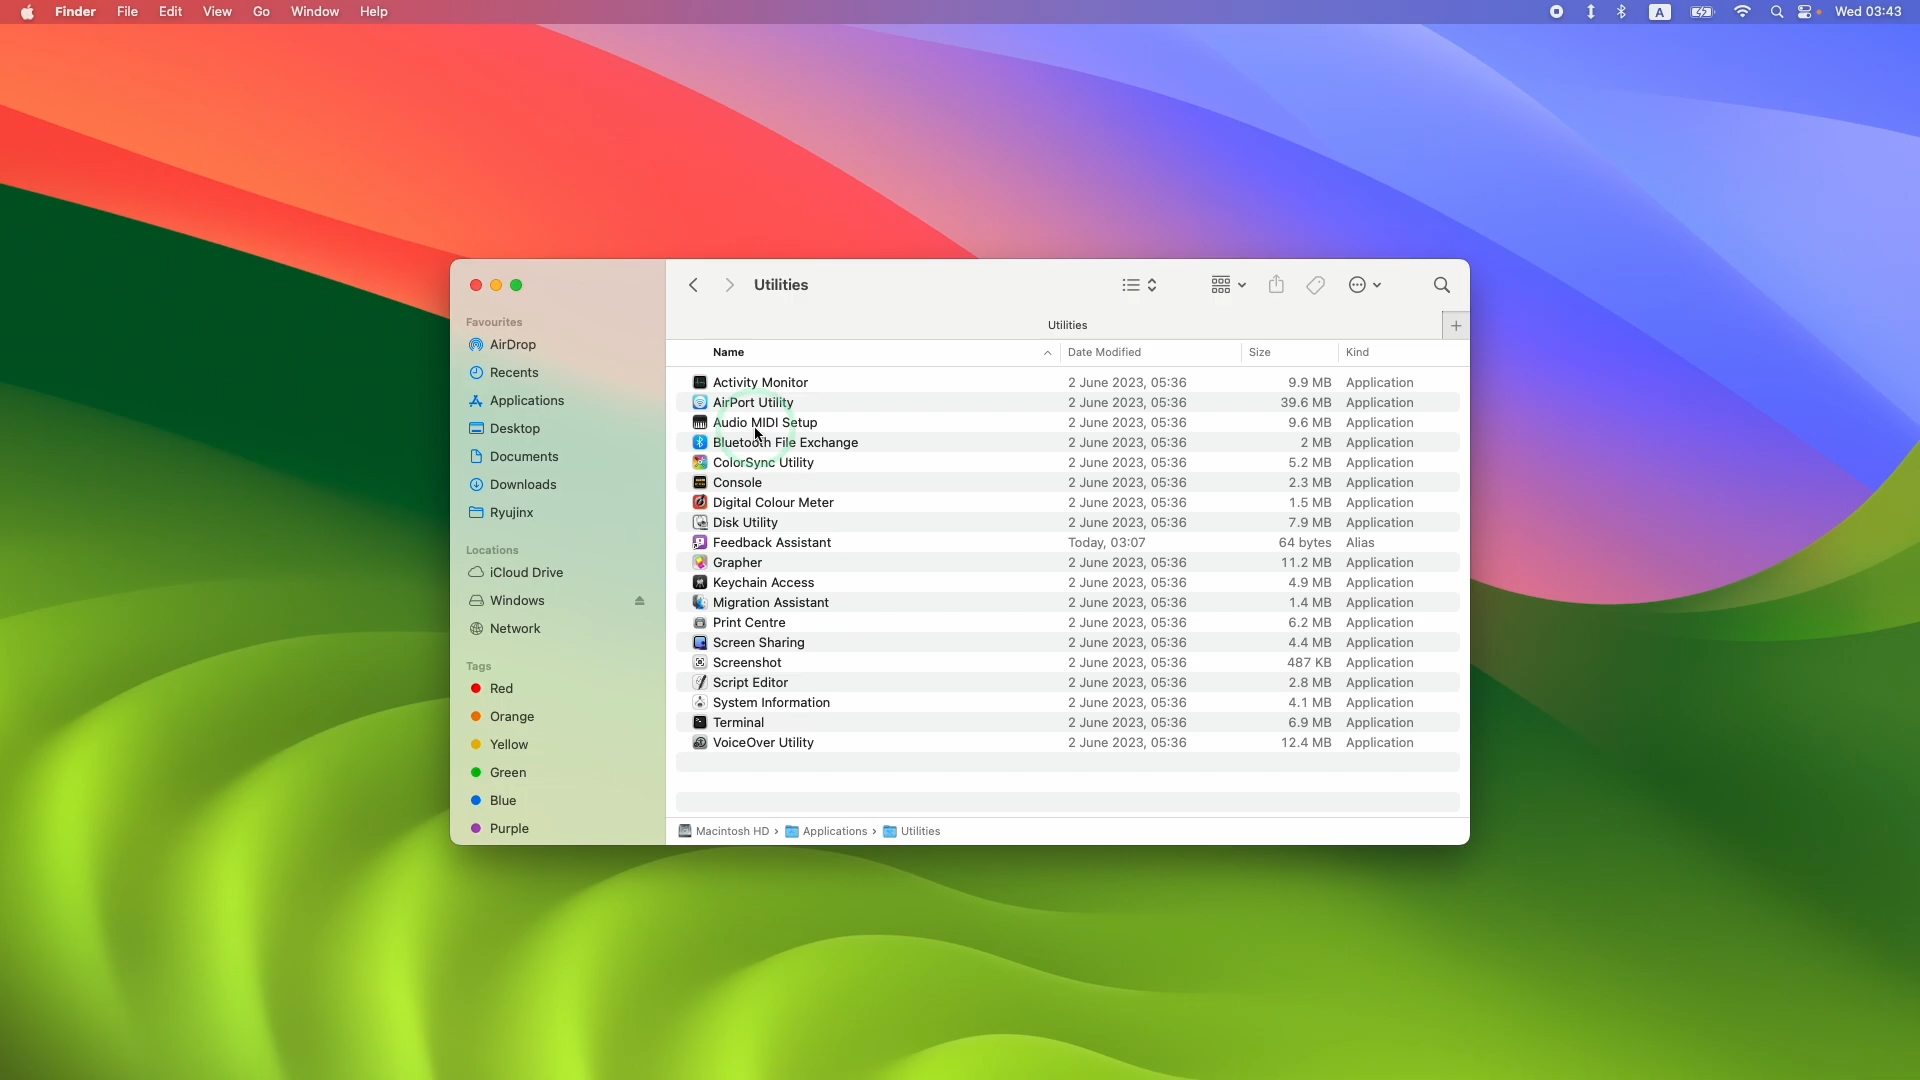 Finder File Edit View Go Window Help A Wed 03:43
Utilities
Favourites
AirDrop
Recents
Applications
Desktop
Documents
Downloads
Ryujinx
Locations
iCloud Drive
Windows
Network
Tags
Red
Orange
Yellow
Green
Blue
Purple
Utilities
Name Date Modified Size Kind
Activity Monitor 2 June 2023, 05:36 9.9 MB Application
AirPort Utility 2 June 2023, 05:36 39.6 MB Application
Audio MIDI Setup 2 June 2023, 05:36 9.6 MB Application
Bluetooth File Exchange 2 June 2023, 05:36 2 MB Application
ColorSync Utility 2 June 2023, 05:36 5.2 MB Application
Console 2 June 2023, 05:36 2.3 MB Application
Digital Colour Meter 2 June 2023, 05:36 1.5 MB Application
Disk Utility 2 June 2023, 05:36 7.9 MB Application
Feedback Assistant Today, 03:07 64 bytes Alias
Grapher 2 June 2023, 05:36 11.2 MB Application
Keychain Access 2 June 2023, 05:36 4.9 MB Application
Migration Assistant 2 June 2023, 05:36 1.4 MB Application
Print Centre 2 June 2023, 05:36 6.2 MB Application
Screen Sharing 2 June 2023, 05:36 4.4 MB Application
Screenshot 2 June 2023, 05:36 487 KB Application
Script Editor 2 June 2023, 05:36 2.8 MB Application
System Information 2 June 2023, 05:36 4.1 MB Application
Terminal 2 June 2023, 05:36 6.9 MB Application
VoiceOver Utility 2 June 2023, 05:36 12.4 MB Application
Macintosh HD › Applications › Utilities